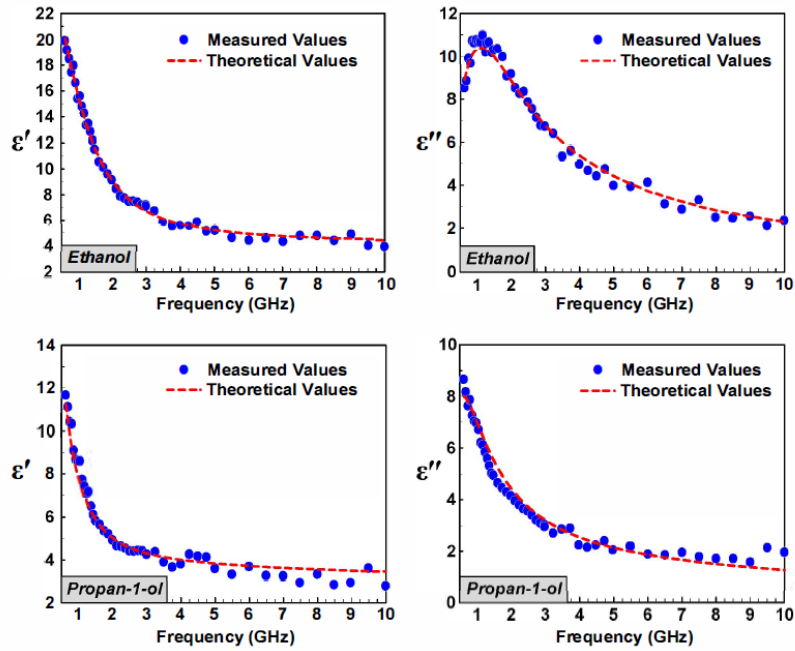 20
18
16
14
12
10
8
6
4
2
ε′
Measured Values
Theoretical Values
Ethanol
1 2 3 4 5 6 7 8 9 10
Frequency (GHz)
12
10
8
6
4
2
0
ε″
Measured Values
Theoretical Values
Ethanol
1 2 3 4 5 6 7 8 9 10
Frequency (GHz)
14
12
10
8
6
4
2
ε′
Measured Values
Theoretical Values
Propan-1-ol
1 2 3 4 5 6 7 8 9 10
Frequency (GHz)
10
8
6
4
2
0
ε″
Measured Values
Theoretical Values
Propan-1-ol
1 2 3 4 5 6 7 8 9 10
Frequency (GHz)